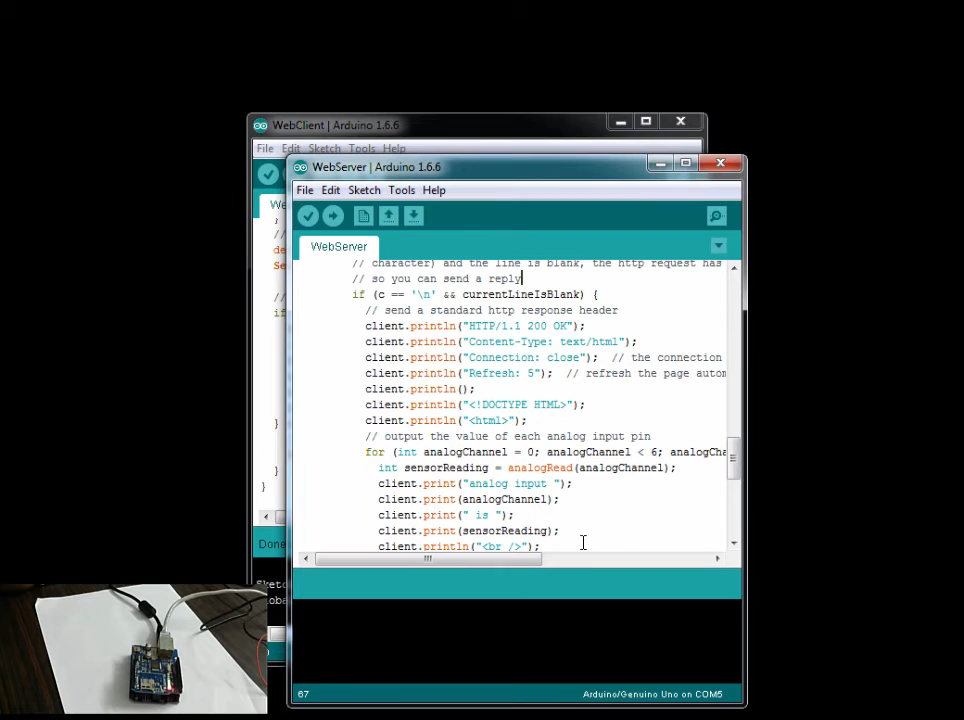 WebClient | Arduino 1.6.6
File Edit Sketch Tools Help
WebServer | Arduino 1.6.6
File Edit Sketch Tools Help
WebServer
// character) and the line is blank, the http request has
// so you can send a reply
if (c == '\n' && currentLineIsBlank) {
// send a standard http response header
client.println("HTTP/1.1 200 OK");
client.println("Content-Type: text/html");
client.println("Connection: close");  // the connection
client.println("Refresh: 5");  // refresh the page autom
client.println();
client.println("<!DOCTYPE HTML>");
client.println("<html>");
// output the value of each analog input pin
for (int analogChannel = 0; analogChannel < 6; analogCha
int sensorReading = analogRead(analogChannel);
client.print("analog input ");
client.print(analogChannel);
client.print(" is ");
client.print(sensorReading);
client.println("<br />");
We
//
de
Se
//
if
}
}
}
Done
Sketc
loba
67
Arduino/Genuino Uno on COM5